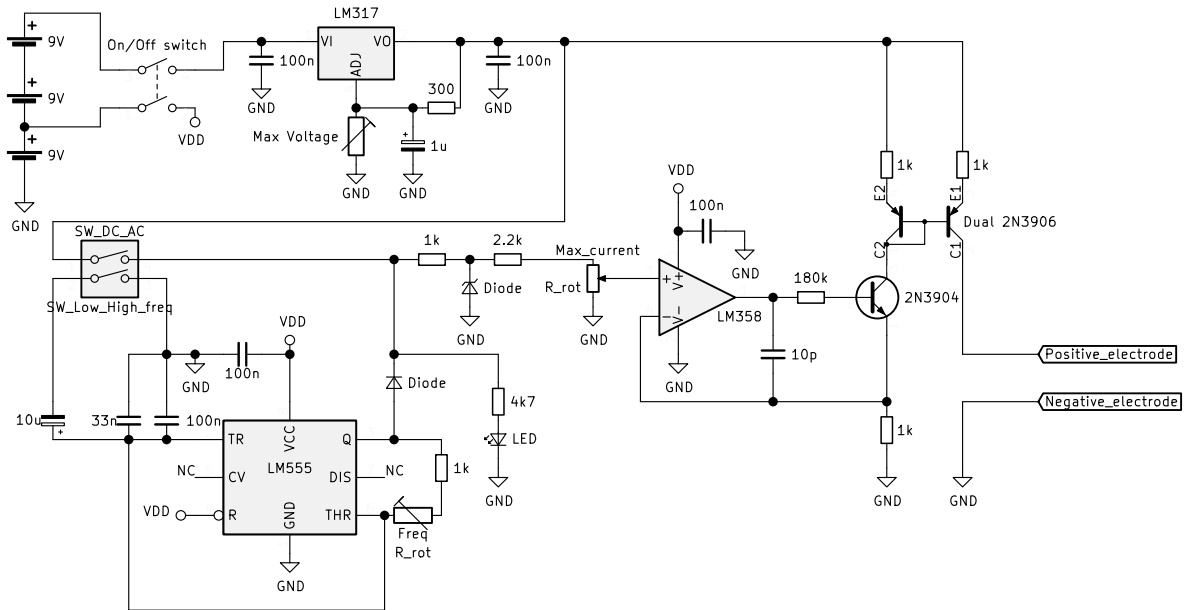 LM317
9V
On/Off switch
VI
VO
ADJ
100n
100n
GND
GND
300
9V
VDD
Max Voltage
1u
9V
GND
GND
GND
1k
1k
E2
E1
VDD
100n
Dual 2N3906
C2
C1
SW_DC_AC
1k
2.2k
Max_current
GND
Diode
R_rot
180k
2N3904
SW_Low_High_freq
+
V+
-
V-
LM358
GND
GND
VDD
10p
Positive_electrode
GND
100n
GND
Diode
4k7
Negative_electrode
10u
33n
100n
LED
1k
TR
VCC
Q
NC
CV
LM555
DIS
NC
1k
GND
GND
GND
VDD
R
GND
THR
Freq
R_rot
GND